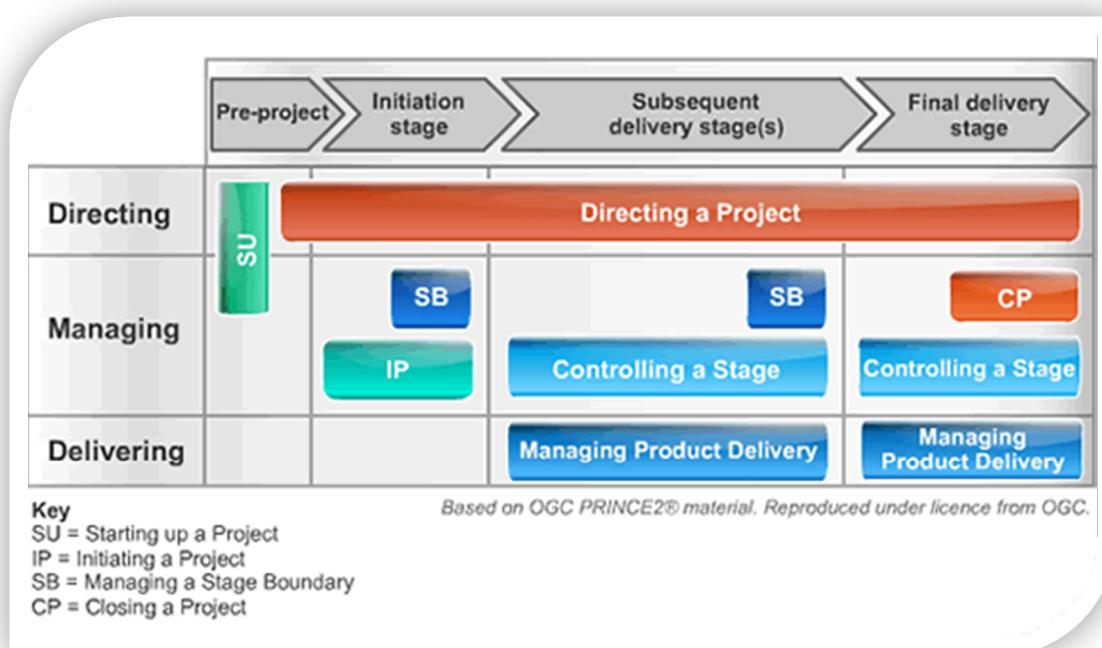 Pre-project
Initiation
stage
Subsequent
delivery stage(s)
Final delivery
stage
Directing
SU
Directing a Project
Managing
SB
SB
CP
IP
Controlling a Stage
Controlling a Stage
Delivering
Managing Product Delivery
Managing
Product Delivery
Key
Based on OGC PRINCE2® material. Reproduced under licence from OGC.
SU = Starting up a Project
IP = Initiating a Project
SB = Managing a Stage Boundary
CP = Closing a Project